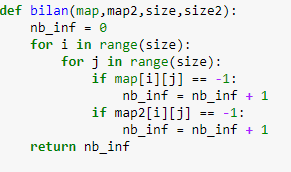 def bilan(map,map2,size,size2):
    nb_inf = 0
    for i in range(size):
        for j in range(size):
            if map[i][j] == -1:
                nb_inf = nb_inf + 1
            if map2[i][j] == -1:
                nb_inf = nb_inf + 1
    return nb_inf